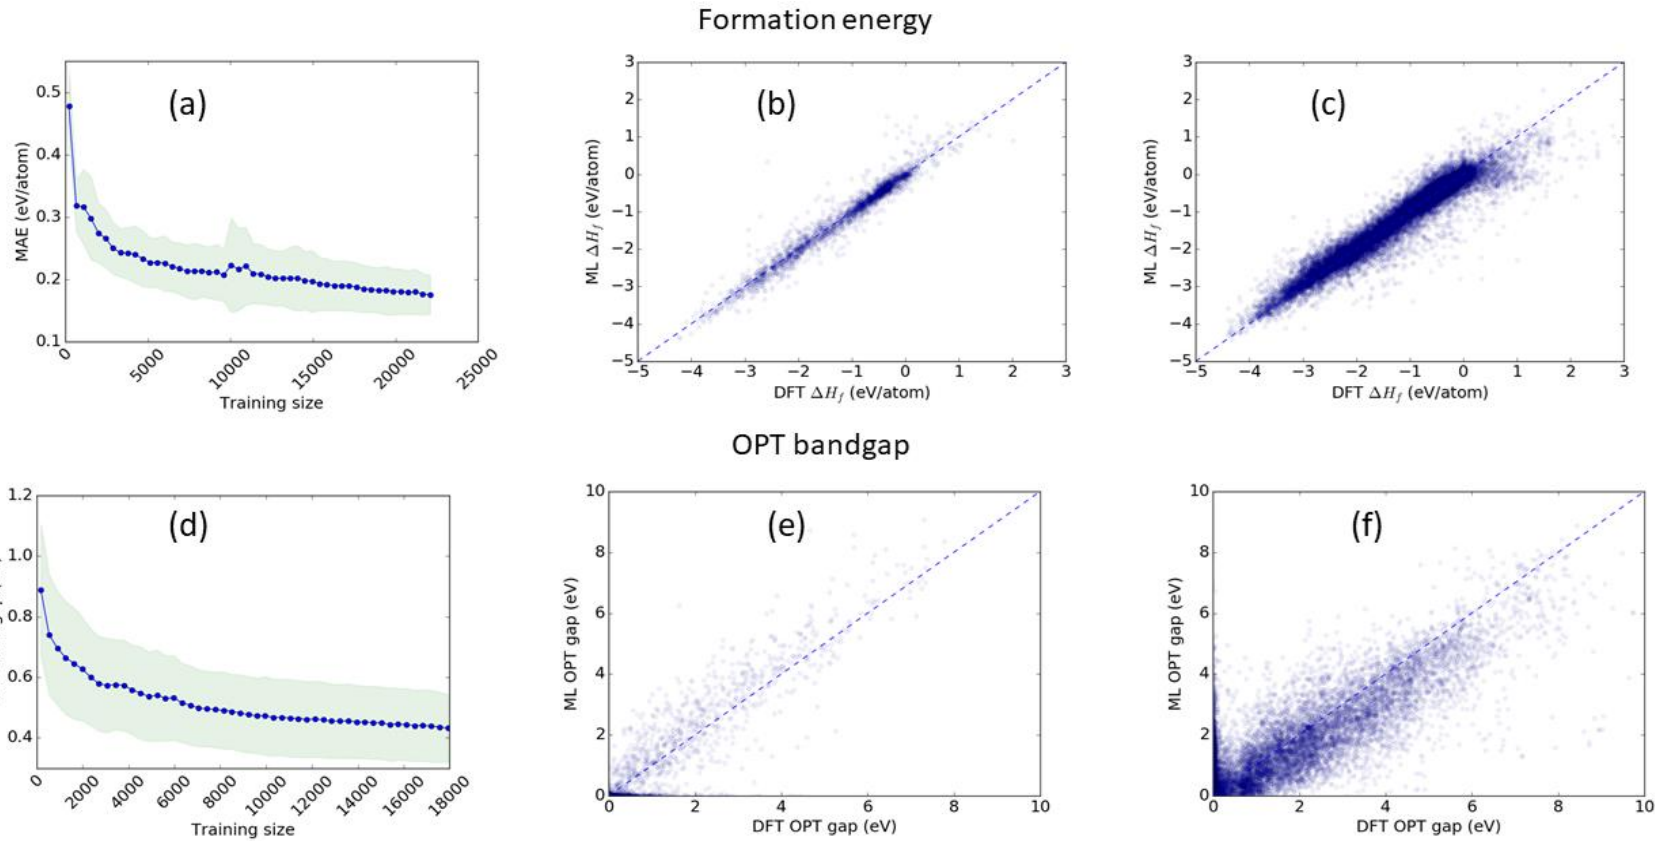 Formation energy
(a)
MAE (eV/atom)
0.5
0.4
0.3
0.2
0.1
0 5000 10000 15000 20000 25000
Training size
(b)
ML ΔH_f (eV/atom)
3
2
1
0
−1
−2
−3
−4
−5
−5 −4 −3 −2 −1 0 1 2 3
DFT ΔH_f (eV/atom)
(c)
ML ΔH_f (eV/atom)
3
2
1
0
−1
−2
−3
−4
−5
−5 −4 −3 −2 −1 0 1 2 3
DFT ΔH_f (eV/atom)
OPT bandgap
(d)
1.2
1.0
0.8
0.6
0.4
0 2000 4000 6000 8000 10000 12000 14000 16000 18000
Training size
(e)
ML OPT gap (eV)
10
8
6
4
2
0
0 2 4 6 8 10
DFT OPT gap (eV)
(f)
ML OPT gap (eV)
10
8
6
4
2
0
0 2 4 6 8 10
DFT OPT gap (eV)